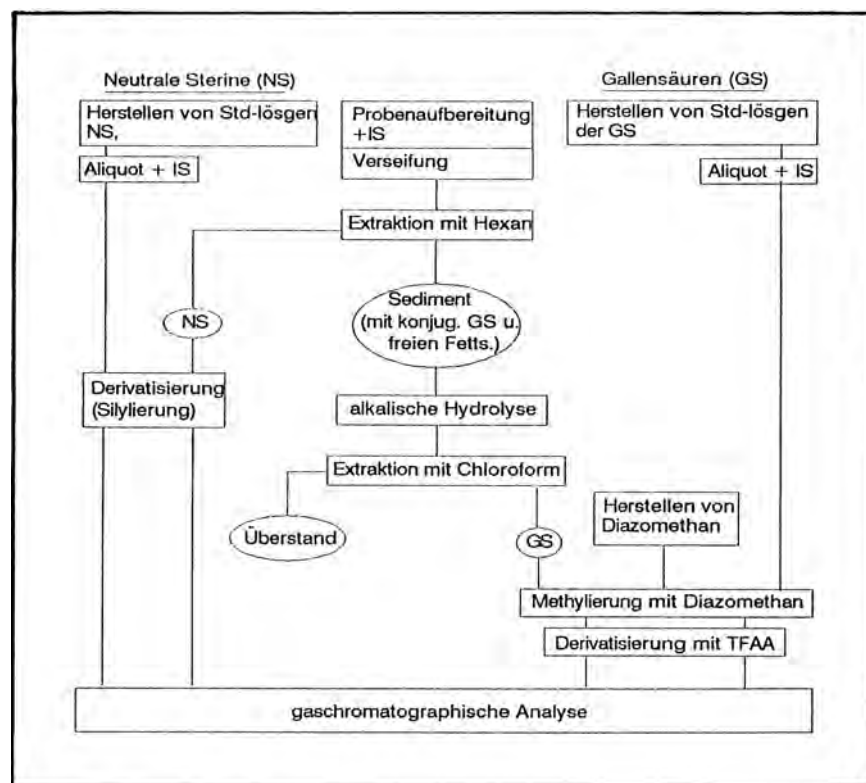 Neutrale Sterine (NS)
Gallensäuren (GS)
Herstellen von Std-lösgen
NS,
Probenaufbereitung
+IS
Verseifung
Herstellen von Std-lösgen
der GS
Aliquot + IS
Aliquot + IS
Extraktion mit Hexan
NS
Sediment
(mit konjug. GS u.
freien Fetts.)
Derivatisierung
(Silylierung)
alkalische Hydrolyse
Extraktion mit Chloroform
Überstand
GS
Herstellen von
Diazomethan
Methylierung mit Diazomethan
Derivatisierung mit TFAA
gaschromatographische Analyse